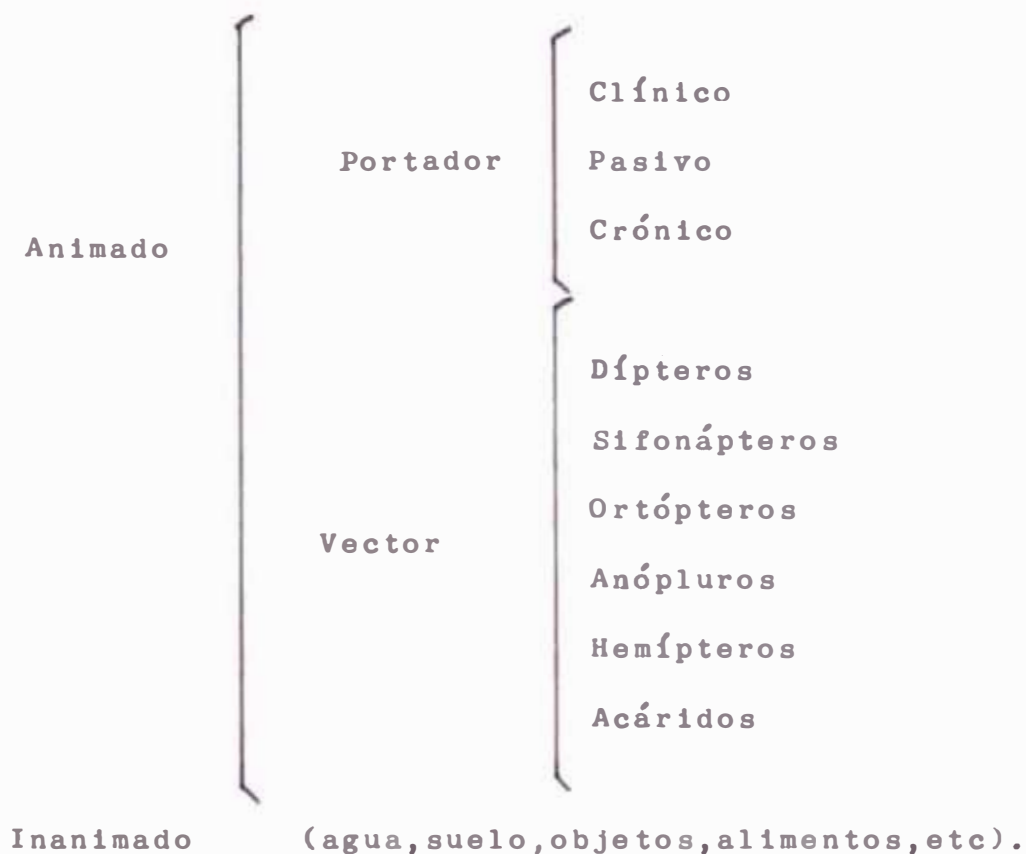 Clínico
Portador Pasivo
Crónico
Animado
Dípteros
Sifonápteros
Ortópteros
Vector
Anópluros
Hemípteros
Acáridos
Inanimado (agua,suelo,objetos,alimentos,etc).